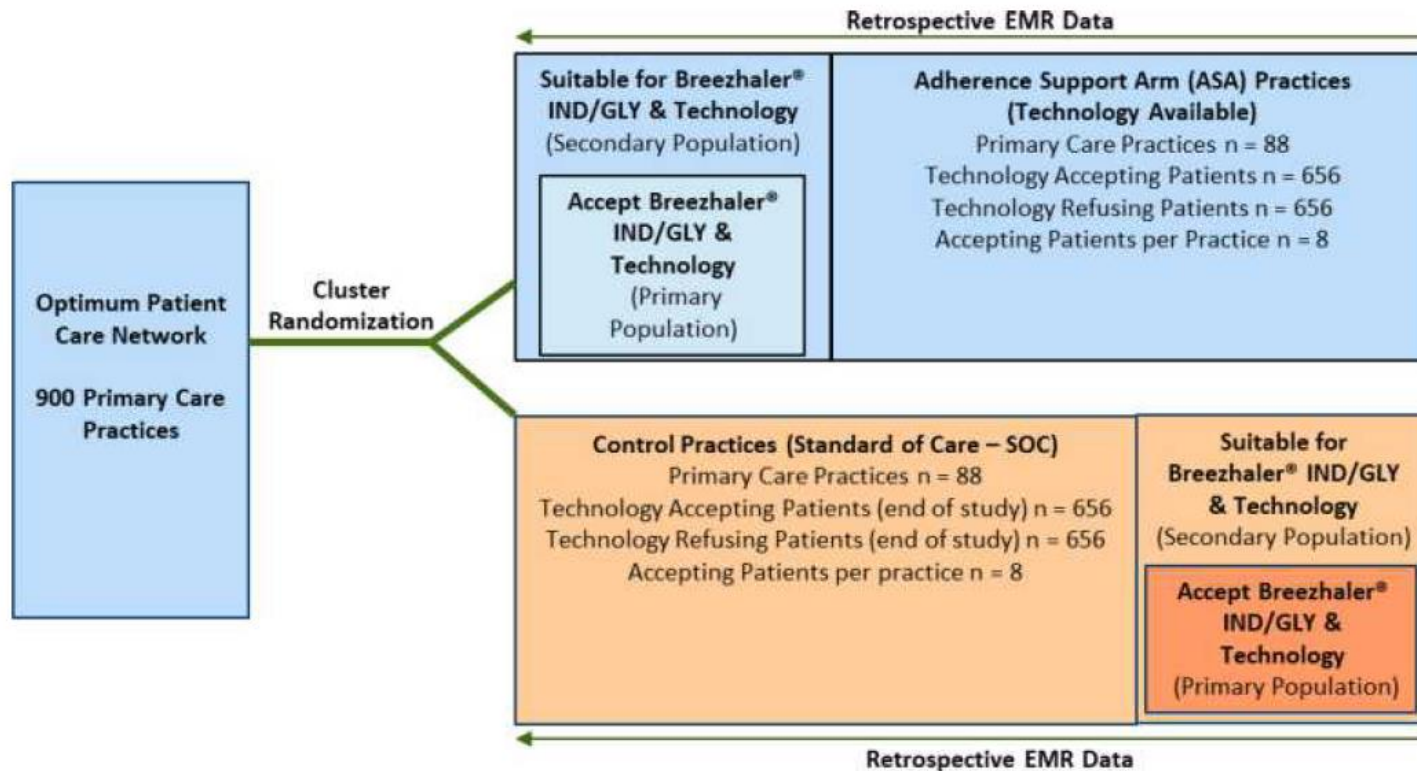 Retrospective EMR Data
Suitable for Breezhaler®
IND/GLY & Technology
(Secondary Population)
Accept Breezhaler®
IND/GLY &
Technology
(Primary
Population)
Adherence Support Arm (ASA) Practices
(Technology Available)
Primary Care Practices n = 88
Technology Accepting Patients n = 656
Technology Refusing Patients n = 656
Accepting Patients per Practice n = 8
Optimum Patient
Care Network
900 Primary Care
Practices
Cluster
Randomization
Control Practices (Standard of Care – SOC)
Primary Care Practices n = 88
Technology Accepting Patients (end of study) n = 656
Technology Refusing Patients (end of study) n = 656
Accepting Patients per practice n = 8
Suitable for
Breezhaler® IND/GLY
& Technology
(Secondary Population)
Accept Breezhaler®
IND/GLY &
Technology
(Primary Population)
Retrospective EMR Data